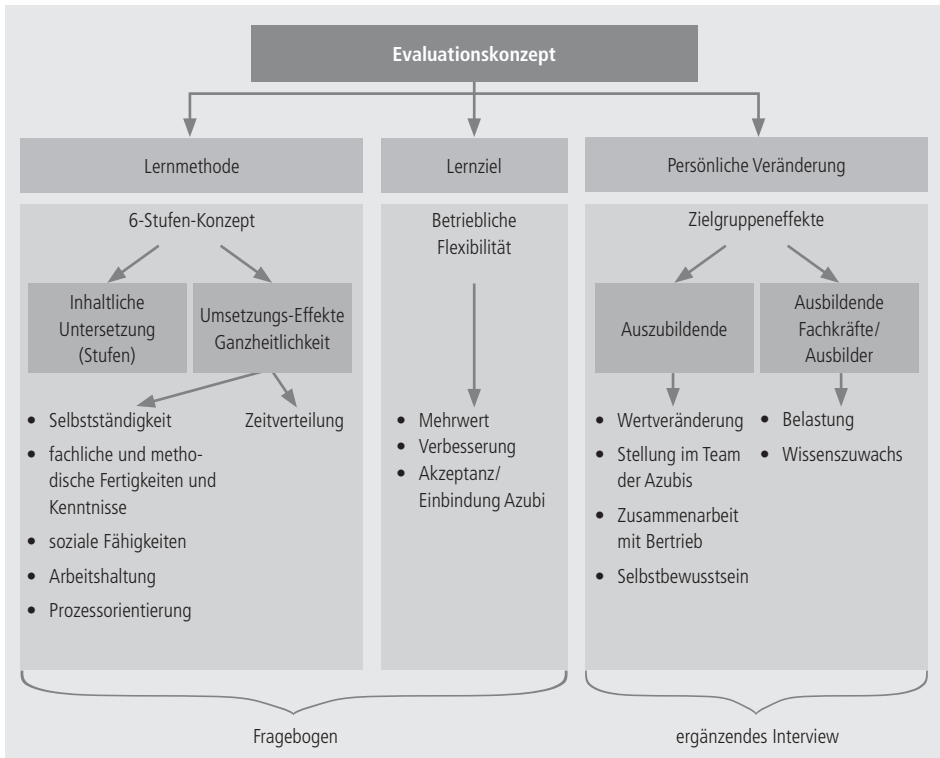 Evaluationskonzept
Lernmethode
Lernziel
Persönliche Veränderung
6-Stufen-Konzept
Inhaltliche
Untersetzung
(Stufen)
Umsetzungs-Effekte
Ganzheitlichkeit
• Selbstständigkeit
• fachliche und metho-
dische Fertigkeiten und
Kenntnisse
• soziale Fähigkeiten
• Arbeitshaltung
• Prozessorientierung
Zeitverteilung
Betriebliche
Flexibilität
• Mehrwert
• Verbesserung
• Akzeptanz/
Einbindung Azubi
Zielgruppeneffekte
Auszubildende
Ausbildende
Fachkräfte/
Ausbilder
• Wertveränderung
• Stellung im Team
der Azubis
• Zusammenarbeit
mit Bertrieb
• Selbstbewusstsein
• Belastung
• Wissenszuwachs
Fragebogen
ergänzendes Interview